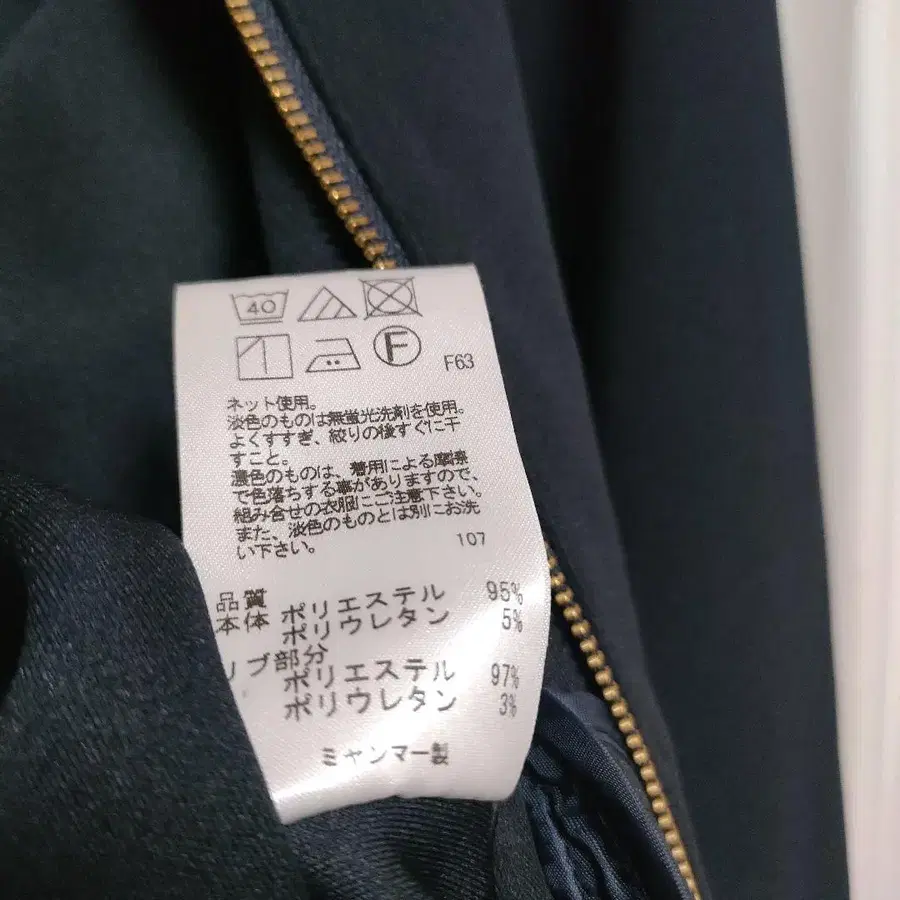 40
F
F63
ネット使用。
淡色のものは無蛍光洗剤を使用。
よくすすぎ、絞りの後すぐに干
すこと。
濃色のものは、着用による摩擦
で色落ちする事がありますので、
組み合せの衣服にご注意下さい。
また、淡色のものとは別にお洗
い下さい。
107
品質
本体 ポリエステル 95%
ポリウレタン 5%
リブ部分
ポリエステル 97%
ポリウレタン 3%
ミャンマー製